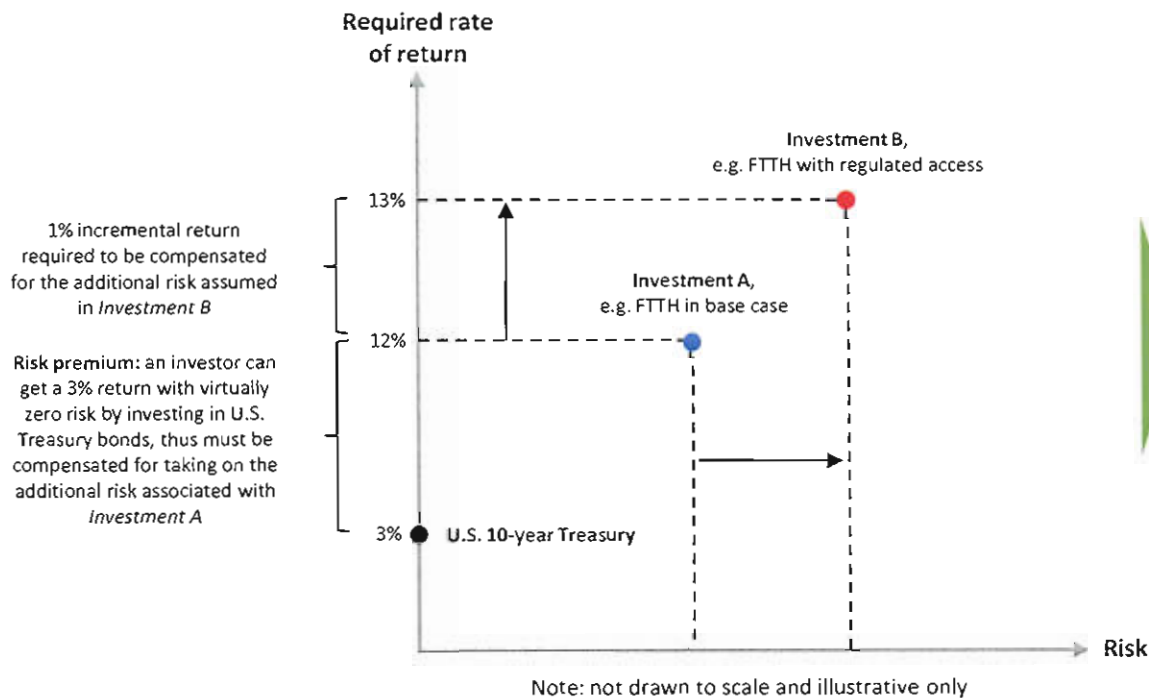 Required rate
of return
Investment B,
e.g. FTTH with regulated access
13%
1% incremental return
required to be compensated
for the additional risk assumed
in Investment B
Investment A,
e.g. FTTH in base case
12%
Risk premium: an investor can
get a 3% return with virtually
zero risk by investing in U.S.
Treasury bonds, thus must be
compensated for taking on the
additional risk associated with
Investment A
3%
U.S. 10-year Treasury
Risk
Note: not drawn to scale and illustrative only